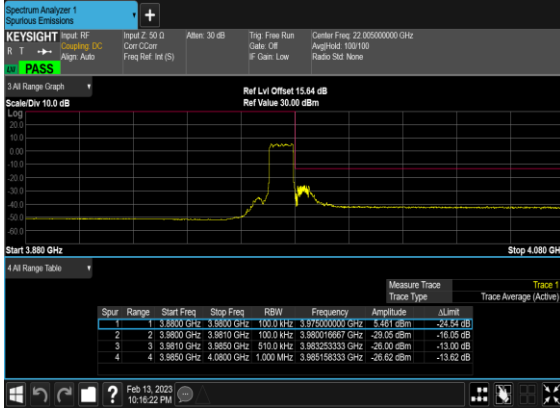 Spectrum Analyzer 1
Spurious Emissions
+
KEYSIGHT Input: RF Input Z: 50 Ω Atten: 30 dB Trig: Free Run Center Freq: 22.005000000 GHz
R T Coupling: DC Corr CCorr Gate: Off Avg|Hold: 100/100
Align: Auto Freq Ref: Int (S) IF Gain: Low Radio Std: None
PASS
3 All Range Graph Ref Lvl Offset 15.64 dB
Scale/Div 10.0 dB Ref Value 30.00 dBm
Log
20.0
10.0
0.00
-10.0
-20.0
-30.0
-40.0
-50.0
-60.0
Start 3.880 GHz Stop 4.080 GH
4 All Range Table
Measure Trace Trace 1
Trace Type Trace Average (Active)
Spur Range Start Freq Stop Freq RBW Frequency Amplitude ΔLimit
1 1 3.8800 GHz 3.9800 GHz 100.0 kHz 3.975000000 GHz 5.461 dBm -24.54 dB
2 2 3.9800 GHz 3.9810 GHz 100.0 kHz 3.980016667 GHz -29.05 dBm -16.05 dB
3 3 3.9810 GHz 3.9850 GHz 510.0 kHz 3.983253333 GHz -26.00 dBm -13.00 dB
4 4 3.9850 GHz 4.0800 GHz 1.000 MHz 3.985158333 GHz -26.62 dBm -13.62 dB
? Feb 13, 2023
10:16:22 PM